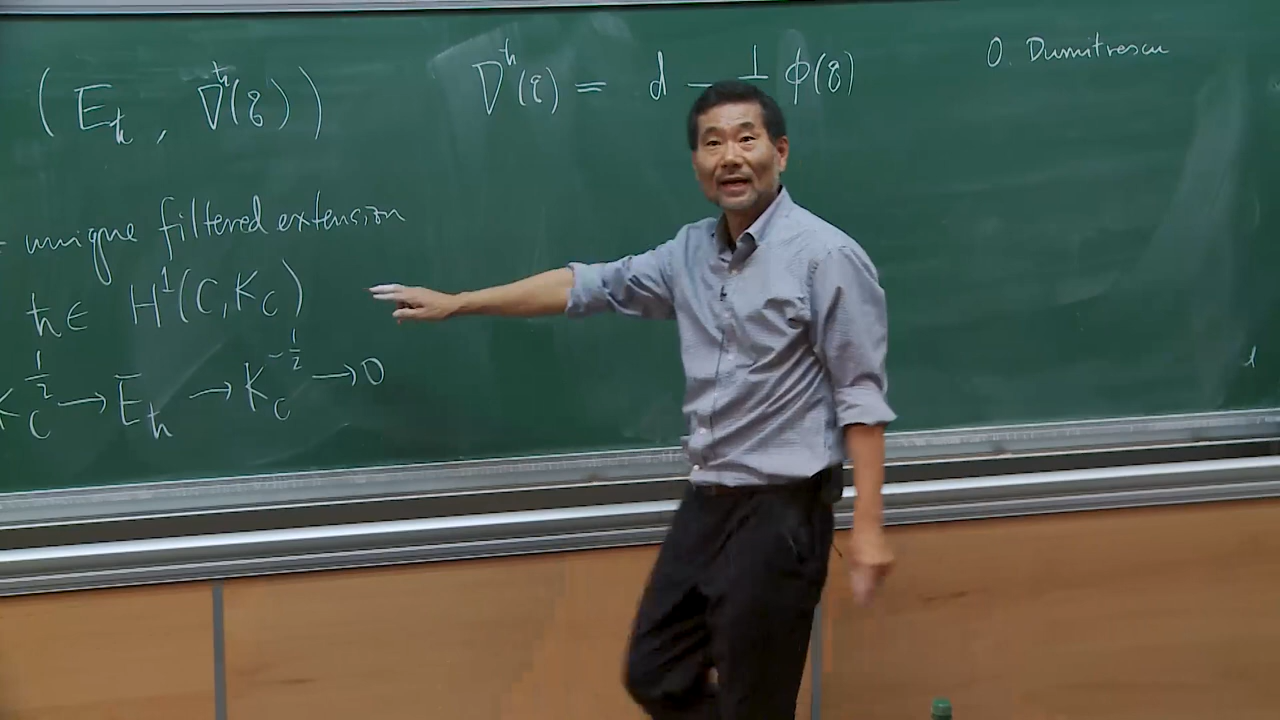 (E_ħ, ∇^ħ(q))
∇^ħ(q) = d – 1 φ(q)
O. Dumitrescu
unique filtered extension
ħ ∈ H^1(C, K_C)
K_C^{1/2} → E_ħ → K_C^{-1/2} → 0